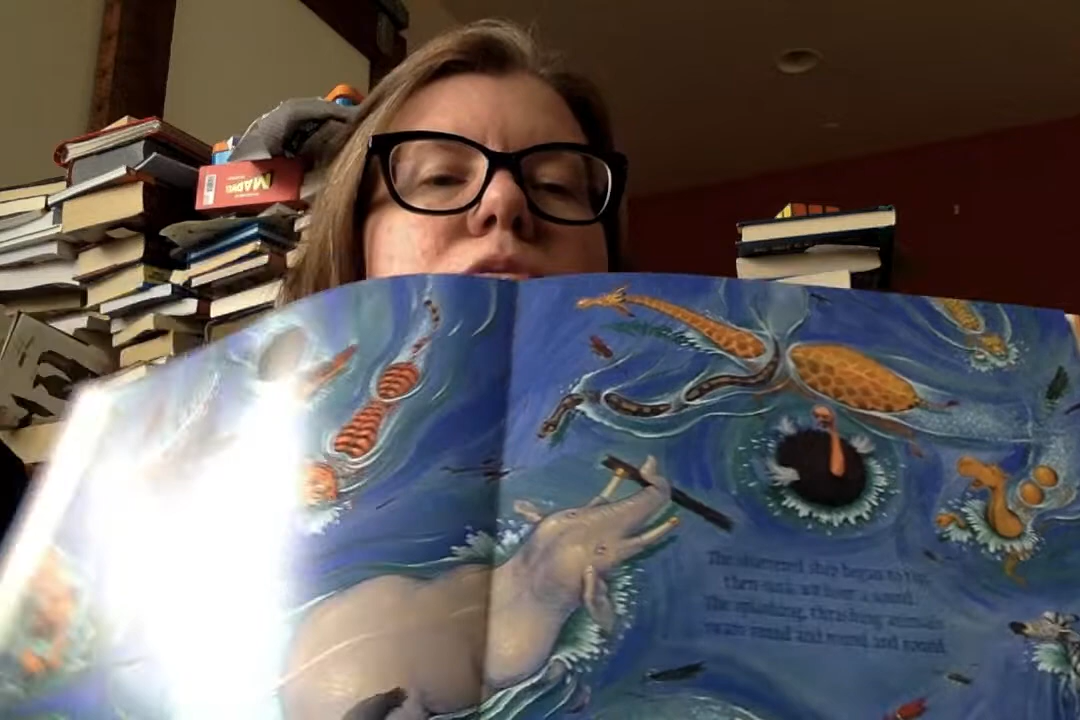 The shattered ship began to tip,
then sank without a sound.
The splashing, thrashing animals
swam round and round and round.